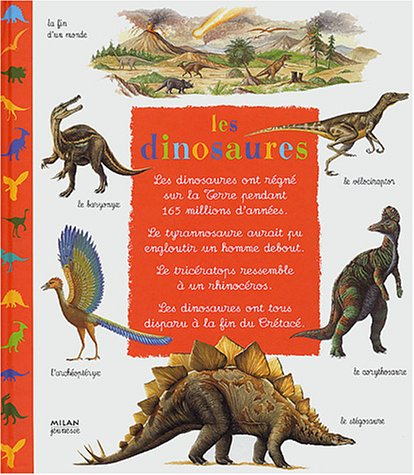 la fin
d'un monde
les
dinosaures
le baryonyx
le vélociraptor
Les dinosaures ont régné
sur la Terre pendant
165 millions d'années.
Le tyrannosaure aurait pu
engloutir un homme debout.
Le tricératops ressemble
à un rhinocéros.
Les dinosaures ont tous
disparu à la fin du Crétacé.
l'archéoptéryx
le corythosaure
le stégosaure
MILAN
jeunesse